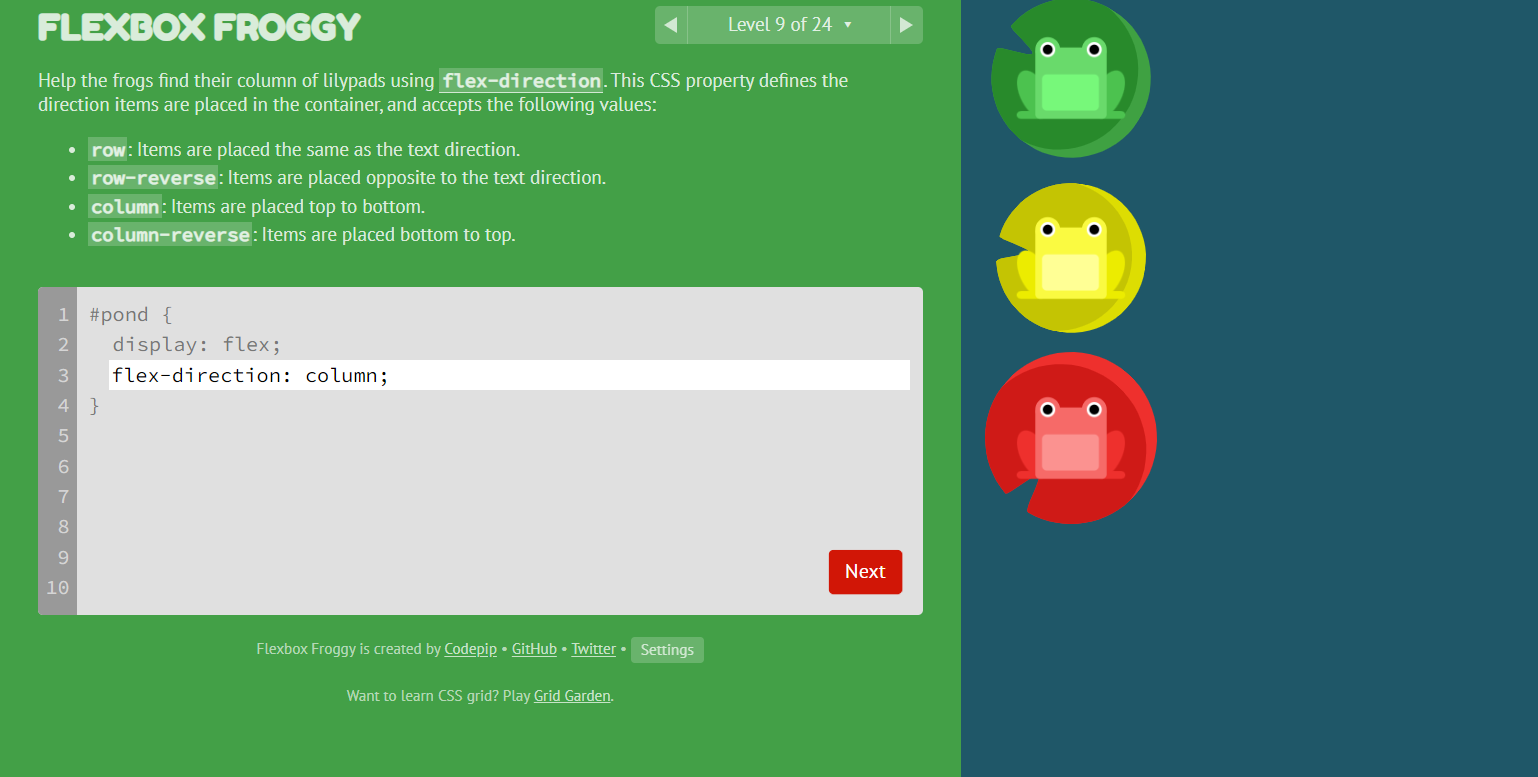 FLEXBOX FROGGY
Level 9 of 24
Help the frogs find their column of lilypads using flex-direction. This CSS property defines the
direction items are placed in the container, and accepts the following values:
• row: Items are placed the same as the text direction.
• row-reverse: Items are placed opposite to the text direction.
• column: Items are placed top to bottom.
• column-reverse: Items are placed bottom to top.
1 #pond {
2 display: flex;
3 flex-direction: column;
4 }
5
6
7
8
9
10
Next
Flexbox Froggy is created by Codepip • GitHub • Twitter • Settings
Want to learn CSS grid? Play Grid Garden.